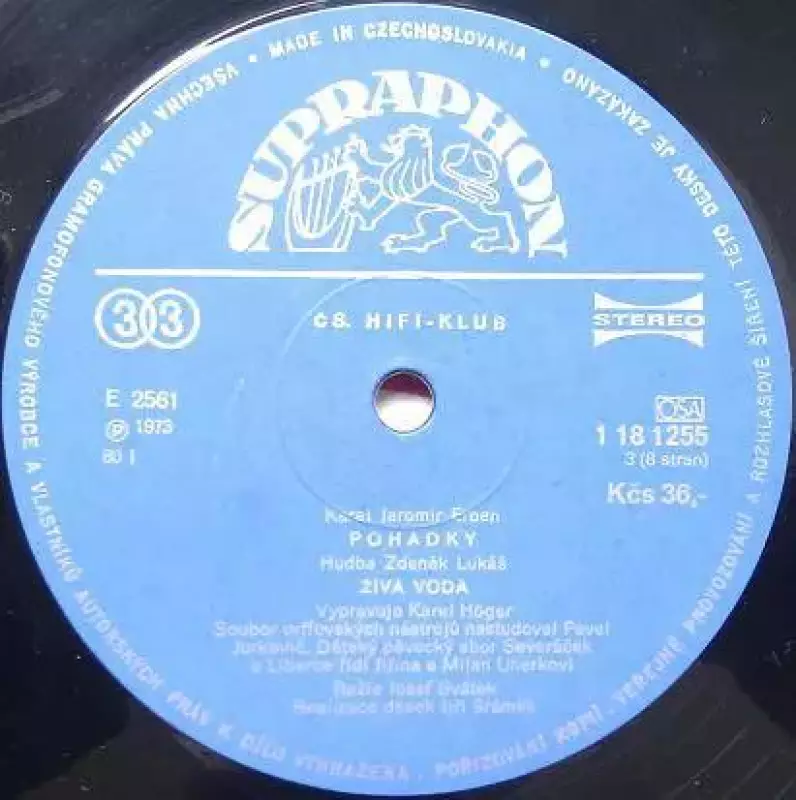 VŠECHNA PRÁVA GRAMOFONOVÉHO VÝROBCE A VLASTNÍKŮ AUTORSKÝCH PRÁV K DÍLU VYHRAŽENA. POŘIZOVÁNÍ KOPIÍ, VEŘEJNÉ PROVOZOVÁNÍ A ROZHLASOVÉ ŠÍŘENÍ TÉTO DESKY JE ZAKÁZÁNO
• MADE IN CZECHOSLOVAKIA •
SUPRAPHON
33
CS. HIFI-KLUB
STEREO
E 2561
Ⓟ 1973
OSA
1 18 1255
3 (8 stran)
Kčs 36,-
Karel Jaromír Erben
POHÁDKY
Hudba Zdeněk Lukáš
ŽIVÁ VODA
Vypravuje Karel Höger
Soubor orffovských nástrojů nastudoval Pavel
Jurkovič. Dětský pěvecký sbor Severáček
z Liberce řídí Jiřina a Milan Uherkovi
Režie Josef Svátek
Realizace desek Jiří Šrámek